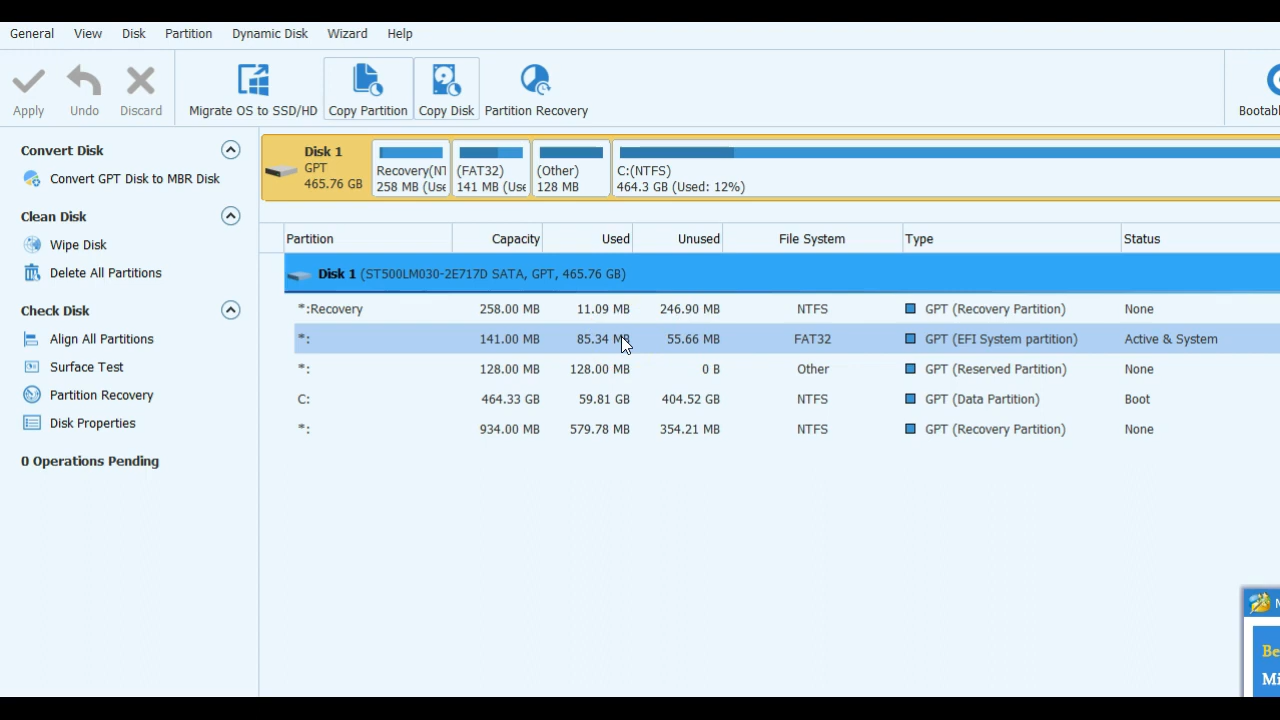 General View Disk Partition Dynamic Disk Wizard Help
Apply Undo Discard Migrate OS to SSD/HD Copy Partition Copy Disk Partition Recovery
Convert Disk
Convert GPT Disk to MBR Disk
Clean Disk
Wipe Disk
Delete All Partitions
Check Disk
Align All Partitions
Surface Test
Partition Recovery
Disk Properties
0 Operations Pending
Disk 1
GPT
465.76 GB
Recovery(NT
258 MB (Use
(FAT32)
141 MB (Use
(Other)
128 MB
C:(NTFS)
464.3 GB (Used: 12%)
Partition Capacity Used Unused File System Type Status
Disk 1 (ST500LM030-2E717D SATA, GPT, 465.76 GB)
*:Recovery 258.00 MB 11.09 MB 246.90 MB NTFS GPT (Recovery Partition) None
*: 141.00 MB 85.34 MB 55.66 MB FAT32 GPT (EFI System partition) Active & System
*: 128.00 MB 128.00 MB 0 B Other GPT (Reserved Partition) None
C: 464.33 GB 59.81 GB 404.52 GB NTFS GPT (Data Partition) Boot
*: 934.00 MB 579.78 MB 354.21 MB NTFS GPT (Recovery Partition) None